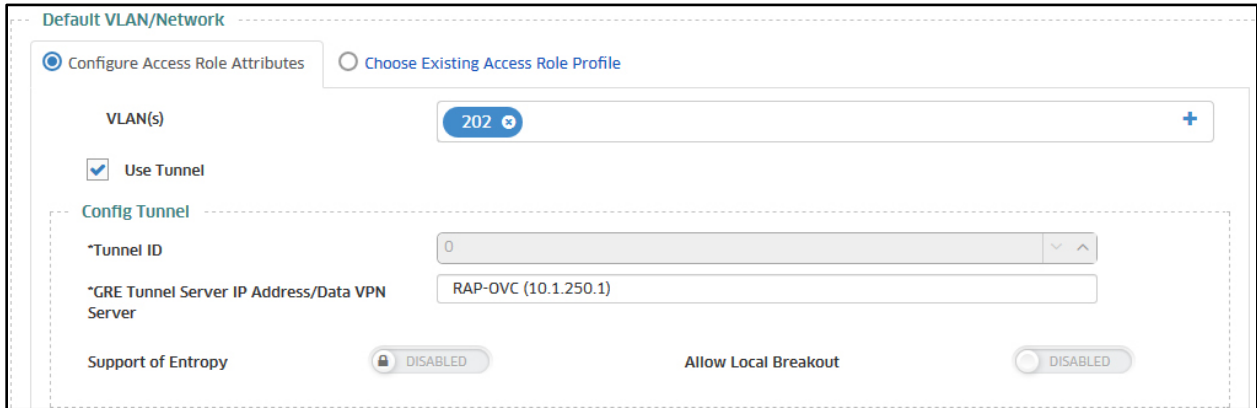 Default VLAN/Network
Configure Access Role Attributes Choose Existing Access Role Profile
VLAN(s) 202
Use Tunnel
Config Tunnel
*Tunnel ID 0
*GRE Tunnel Server IP Address/Data VPN Server RAP-OVC (10.1.250.1)
Support of Entropy DISABLED Allow Local Breakout DISABLED